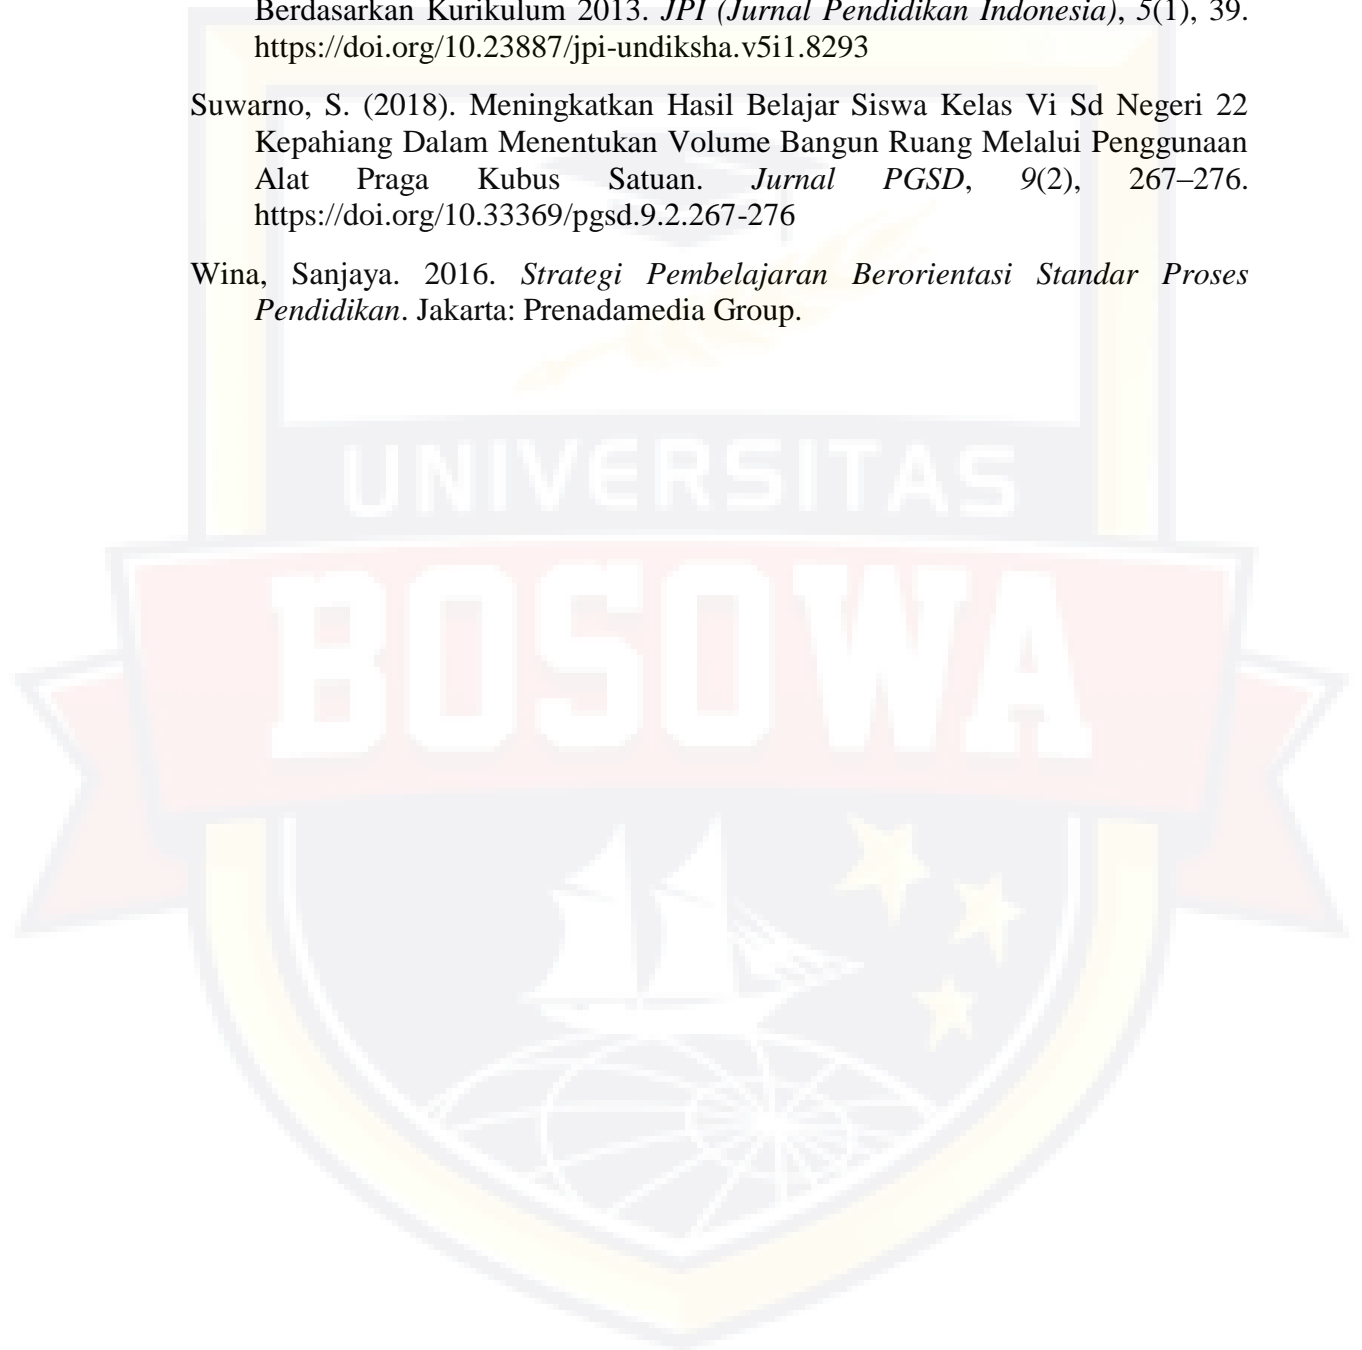 Berdasarkan Kurikulum 2013. JPI (Jurnal Pendidikan Indonesia), 5(1), 39.
https://doi.org/10.23887/jpi-undiksha.v5i1.8293
Suwarno, S. (2018). Meningkatkan Hasil Belajar Siswa Kelas Vi Sd Negeri 22
Kepahiang Dalam Menentukan Volume Bangun Ruang Melalui Penggunaan
Alat Praga Kubus Satuan. Jurnal PGSD, 9(2), 267–276.
https://doi.org/10.33369/pgsd.9.2.267-276
Wina, Sanjaya. 2016. Strategi Pembelajaran Berorientasi Standar Proses
Pendidikan. Jakarta: Prenadamedia Group.
UNIVERSITAS
BOSOWA